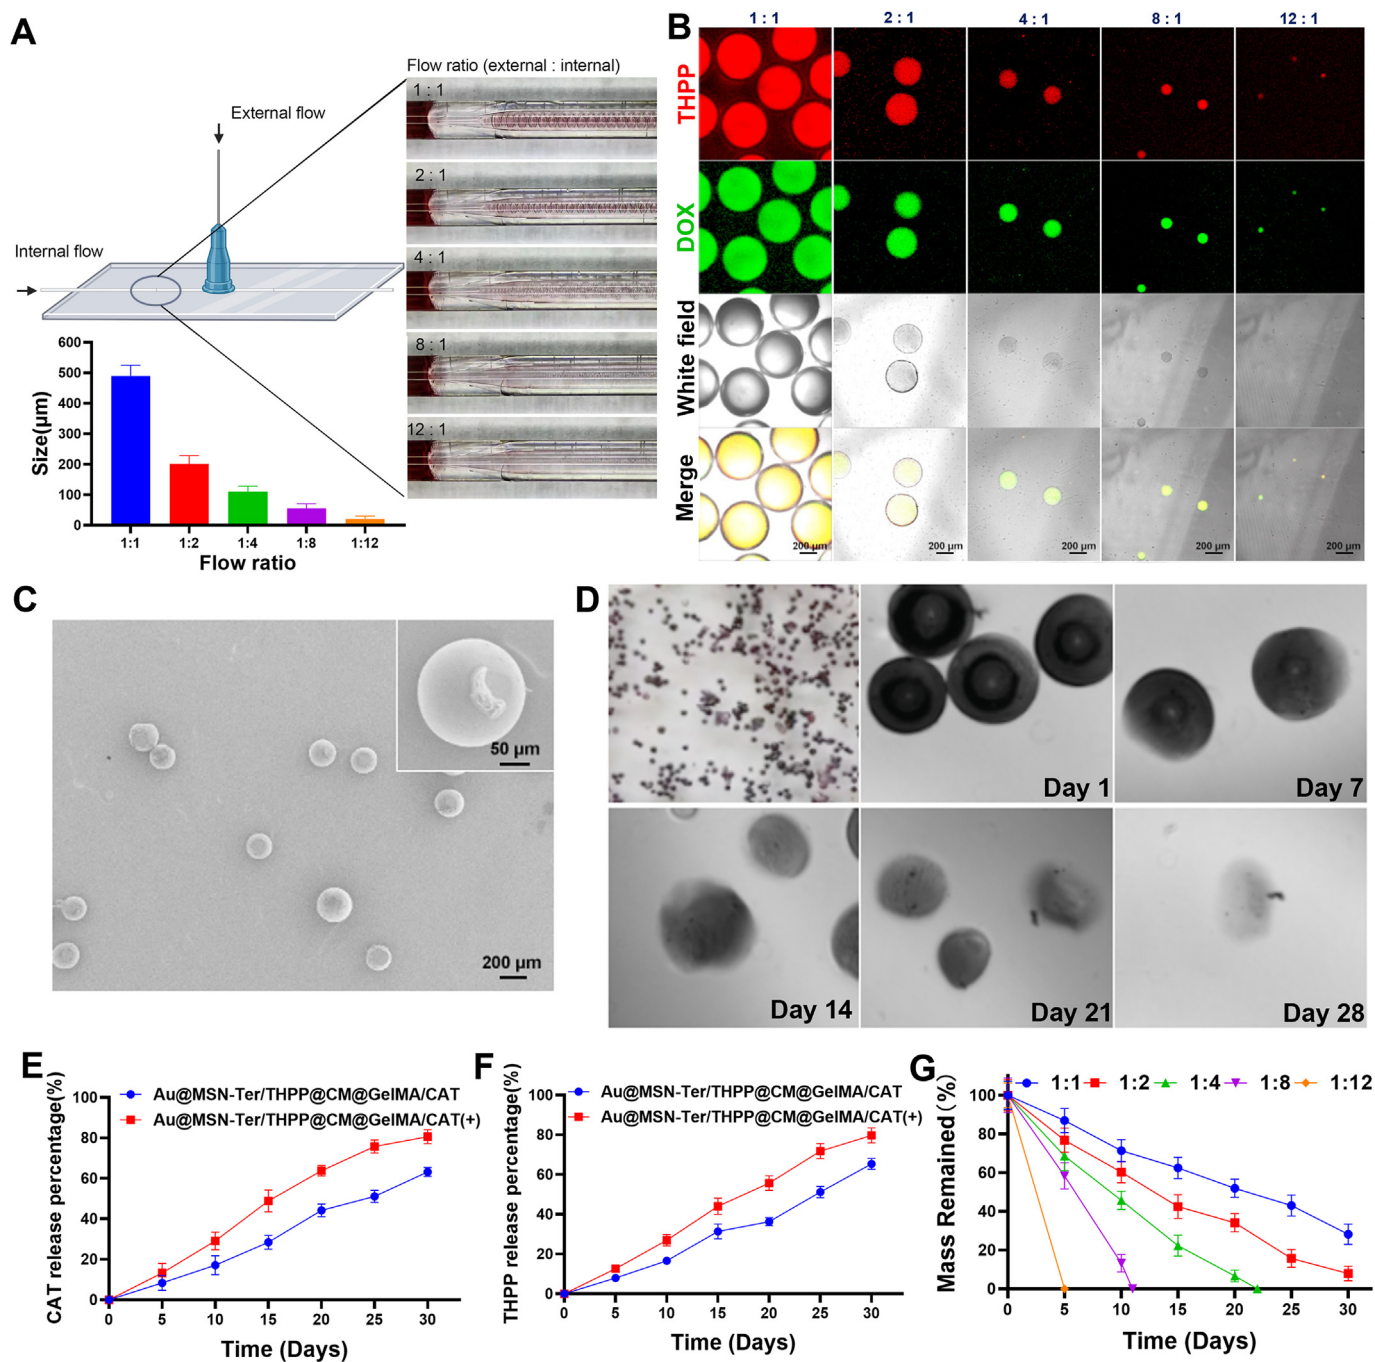 A
Flow ratio (external : internal)
External flow
Internal flow
1 : 1
2 : 1
4 : 1
8 : 1
12 : 1
600
500
400
300
200
100
0
Size(μm)
1:1 1:2 1:4 1:8 1:12
Flow ratio
B
1 : 1 2 : 1 4 : 1 8 : 1 12 : 1
THPP
DOX
White field
Merge
200 μm 200 μm 200 μm 200 μm 200 μm
C
50 μm
200 μm
D
Day 1
Day 7
Day 14
Day 21
Day 28
E
CAT release percentage(%)
Au@MSN-Ter/THPP@CM@GelMA/CAT
Au@MSN-Ter/THPP@CM@GelMA/CAT(+)
100
80
60
40
20
0
0 5 10 15 20 25 30
Time (Days)
F
THPP release percentage(%)
Au@MSN-Ter/THPP@CM@GelMA/CAT
Au@MSN-Ter/THPP@CM@GelMA/CAT(+)
100
80
60
40
20
0
0 5 10 15 20 25 30
Time (Days)
G
1:1 1:2 1:4 1:8 1:12
Mass Remained (%)
100
80
60
40
20
0
0 5 10 15 20 25 30
Time (Days)